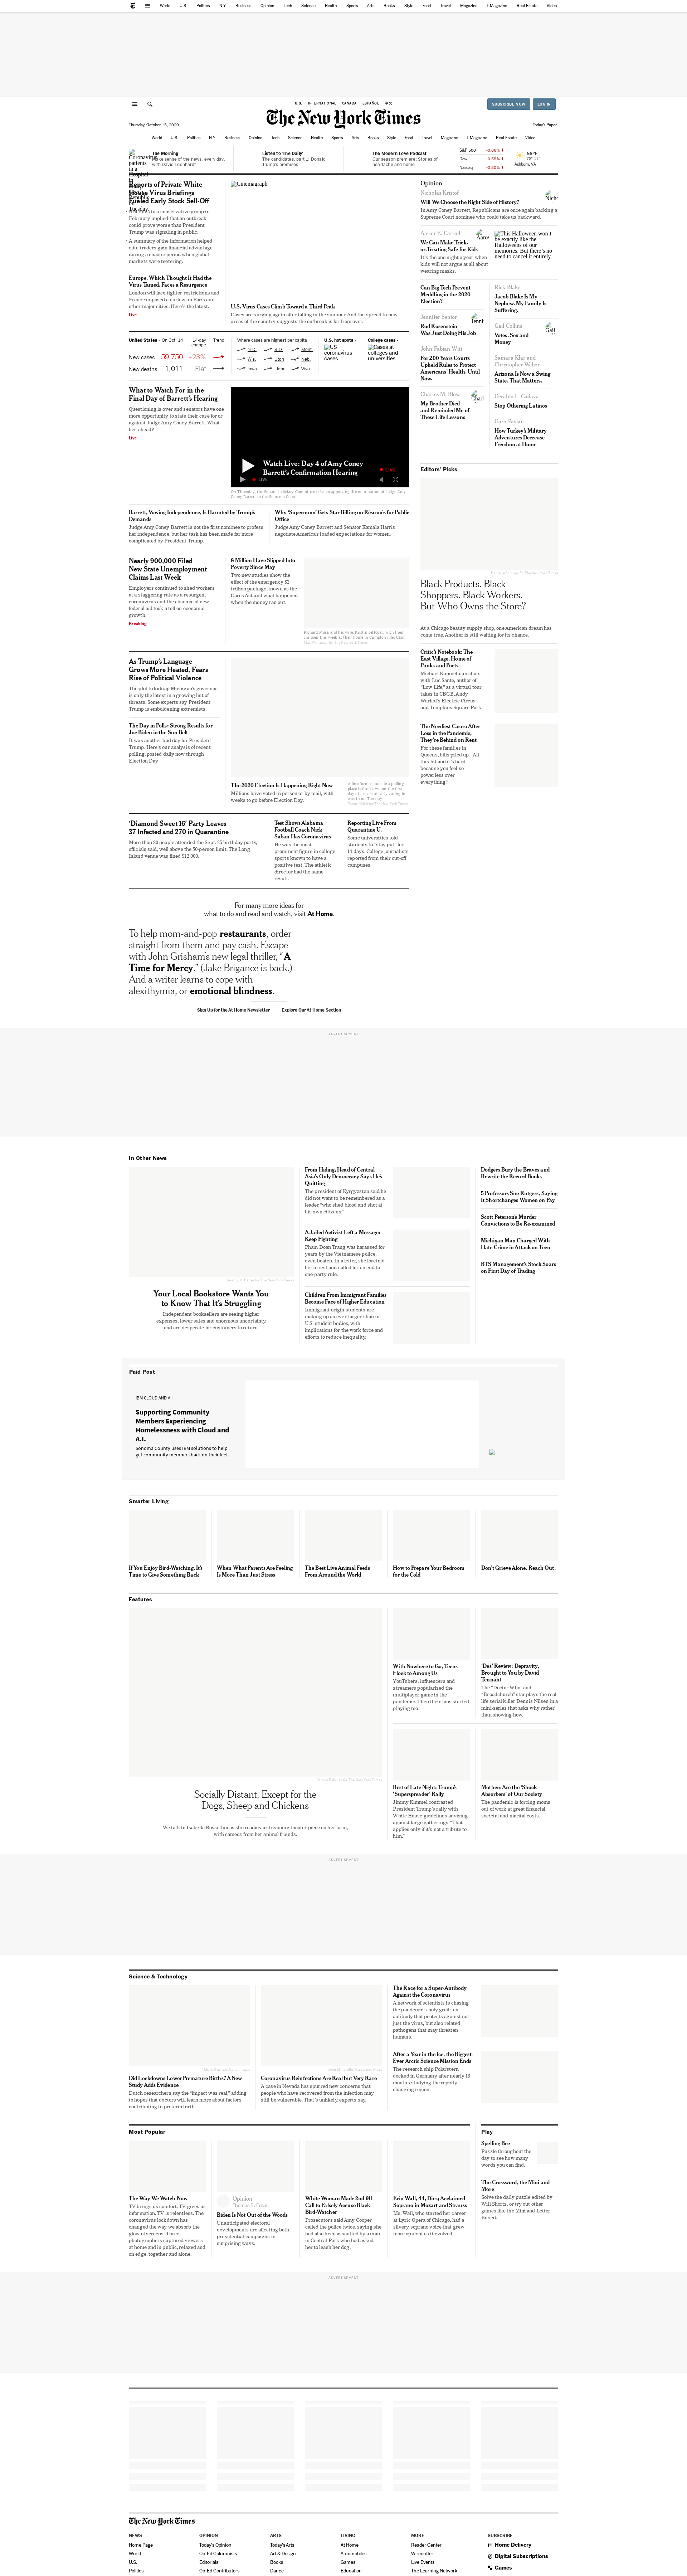 World U.S. Politics N.Y. Business Opinion Tech Science Health Sports Arts Books Style Food Travel Magazine T Magazine Real Estate Video
U.S. INTERNATIONAL CANADA ESPAÑOL 中文
SUBSCRIBE NOW LOG IN
The New York Times
Thursday, October 15, 2020
Today's Paper
World U.S. Politics N.Y. Business Opinion Tech Science Health Sports Arts Books Style Food Travel Magazine T Magazine Real Estate Video
The Morning
Make sense of the news, every day, with David Leonhardt.
Listen to 'The Daily'
The candidates, part 1: Donald Trump's promises.
The Modern Love Podcast
Our season premiere: Stories of heartache and home.
S&P 500
Dow
Nasdaq
Ashburn, VA
Reports of Private White
House Virus Briefings
Fueled Early Stock Sell-Off
Briefings to a conservative group in
February implied that an outbreak
could prove worse than President
Trump was signaling in public.
A summary of the information helped
elite traders gain financial advantage
during a chaotic period when global
markets were teetering.
Europe, Which Thought It Had the
Virus Tamed, Faces a Resurgence
London will face tighter restrictions and
France imposed a curfew on Paris and
other major cities. Here's the latest.
Live
Cinemagraph
U.S. Virus Cases Climb Toward a Third Peak
Cases are surging again after falling in the summer. And the spread is now
worse in areas of the country the epidemic outbreaks is far from over.
United States › On Oct. 14 14-day change Trend
New cases 59,750 +23%
New deaths 1,011 Flat
Where cases are highest per capita
N.D. S.D. Mont.
Wis. Utah Neb.
Iowa Idaho Wyo.
U.S. hot spots ›
US coronavirus cases
College cases ›
Cases at colleges and universities
What to Watch For in the
Final Day of Barrett's Hearing
Questioning is over and senators have one
more opportunity to state their case for or
against Judge Amy Coney Barrett. What
lies ahead?
Live
Watch Live: Day 4 of Amy Coney
Barrett's Confirmation Hearing
Live
LIVE
On Thursday, the Senate Judiciary Committee debates approving the nomination of Judge Amy Coney Barrett to the Supreme Court.
Barrett, Vowing Independence, Is Haunted by Trump's
Demands
Judge Amy Coney Barrett is not the first nominee to profess
her independence, but her task has been made far more
complicated by President Trump.
Why 'Supermom' Gets Star Billing on Résumés for Public
Office
Judge Amy Coney Barrett and Senator Kamala Harris
negotiate America's loaded expectations for women.
Nearly 900,000 Filed
New State Unemployment
Claims Last Week
Employees continued to shed workers
at a staggering rate as a resurgent
coronavirus and the absence of new
federal aid took a toll on economic
growth.
Breaking
8 Million Have Slipped Into
Poverty Since May
Two new studies show the
effect of the emergency $2
trillion package known as the
Cares Act and what happened
when the money ran out.
As Trump's Language
Grows More Heated, Fears
Rise of Political Violence
The plot to kidnap Michigan's governor
is only the latest in a growing list of
threats. Some experts say President
Trump is emboldening extremists.
The Day in Polls: Strong Results for
Joe Biden in the Sun Belt
It was another bad day for President
Trump. Here's our analysis of recent
polling, posted daily now through
Election Day.
The 2020 Election Is Happening Right Now
Millions have voted in person or by mail, with
weeks to go before Election Day.
'Diamond Sweet 16' Party Leaves
37 Infected and 270 in Quarantine
More than 80 people attended the Sept. 25 birthday party,
officials said, well above the 50-person limit. The Long
Island venue was fined $12,000.
Test Shows Alabama
Football Coach Nick
Saban Has Coronavirus
He was the most
prominent figure in college
sports known to have a
positive test. The athletic
director had the same
result.
Reporting Live From
Quarantine U.
Some universities told
students to "stay put" for
14 days. College journalists
reported from their cut-off
campuses.
For many more ideas for
what to do and read and watch, visit At Home.
To help mom-and-pop restaurants, order
straight from them and pay cash. Escape
with John Grisham's new legal thriller, "A
Time for Mercy." (Jake Brigance is back.)
And a writer learns to cope with
alexithymia, or emotional blindness.
Sign Up for the At Home Newsletter Explore Our At Home Section
Opinion
Nicholas Kristof
Will We Choose the Right Side of History?
In Amy Coney Barrett, Republicans are once again backing a
Supreme Court nominee who could take us backward.
Aaron E. Carroll
We Can Make Trick-
or-Treating Safe for Kids
It's the one night a year when
kids will not argue at all about
wearing masks.
This Halloween won't be exactly like the Halloweens of our memories. But there's no need to cancel it entirely.
Can Big Tech Prevent
Meddling in the 2020
Election?
Jennifer Senior
Rod Rosenstein
Was Just Doing His Job
John Fabian Witt
For 200 Years Courts
Upheld Rules to Protect
Americans' Health. Until
Now.
Charles M. Blow
My Brother Died
and Reminded Me of
These Life Lessons
Rick Blake
Jacob Blake Is My
Nephew. My Family Is
Suffering.
Gail Collins
Votes, Sex and
Money
Samara Klar and
Christopher Weber
Arizona Is Now a Swing
State. That Matters.
Geraldo L. Cadava
Stop Othering Latinos
Garo Paylan
How Turkey's Military
Adventures Decrease
Freedom at Home
Editors' Picks
Black Products. Black
Shoppers. Black Workers.
But Who Owns the Store?
At a Chicago beauty supply shop, one American dream has
come true. Another is still waiting for its chance.
Critic's Notebook: The
East Village, Home of
Punks and Poets
Michael Kimmelman chats
with Luc Sante, author of
"Low Life," as a virtual tour
takes in CBGB, Andy
Warhol's Electric Circus
and Tompkins Square Park.
The Neediest Cases: After
Loss in the Pandemic,
They're Behind on Rent
For these families in
Queens, bills piled up. "All
this hit and it's hard
because you feel so
powerless over
everything."
ADVERTISEMENT
In Other News
Your Local Bookstore Wants You
to Know That It's Struggling
Independent booksellers are seeing higher
expenses, lower sales and enormous uncertainty,
and are desperate for customers to return.
From Hiding, Head of Central
Asia's Only Democracy Says He's
Quitting
The president of Kyrgyzstan said he
did not want to be remembered as a
leader "who shed blood and shot at
his own citizens."
A Jailed Activist Left a Message:
Keep Fighting
Pham Doan Trang was harassed for
years by the Vietnamese police,
even beaten. In a letter, she foretold
her arrest and called for an end to
one-party rule.
Children From Immigrant Families
Become Face of Higher Education
Immigrant-origin students are
making up an ever-larger share of
U.S. student bodies, with
implications for the work force and
efforts to reduce inequality.
Dodgers Bury the Braves and
Rewrite the Record Books
5 Professors Sue Rutgers, Saying
It Shortchanges Women on Pay
Scott Peterson's Murder
Convictions to Be Re-examined
Michigan Man Charged With
Hate Crime in Attack on Teen
BTS Management's Stock Soars
on First Day of Trading
Paid Post
IBM CLOUD AND A.I.
Supporting Community
Members Experiencing
Homelessness with Cloud and
A.I.
Sonoma County uses IBM solutions to help
get community members back on their feet.
Smarter Living
If You Enjoy Bird-Watching, It's
Time to Give Something Back
When What Parents Are Feeling
Is More Than Just Stress
The Best Live Animal Feeds
From Around the World
How to Prepare Your Bedroom
for the Cold
Don't Grieve Alone. Reach Out.
Features
Socially Distant, Except for the
Dogs, Sheep and Chickens
We talk to Isabella Rossellini as she readies a streaming theater piece on her farm,
with cameos from her animal friends.
With Nowhere to Go, Teens
Flock to Among Us
YouTubers, influencers and
streamers popularized the
multiplayer game in the
pandemic. Then their fans started
playing too.
'Des' Review: Depravity,
Brought to You by David
Tennant
The "Doctor Who" and
"Broadchurch" star plays the real-
life serial killer Dennis Nilsen in a
mini-series that asks why rather
than showing how.
Best of Late Night: Trump's
'Superspreader' Rally
Jimmy Kimmel contrasted
President Trump's rally with
White House guidelines advising
against large gatherings. "That
applies only if it's not a tribute to
him."
Mothers Are the 'Shock
Absorbers' of Our Society
The pandemic is forcing moms
out of work at great financial,
societal and marital costs.
ADVERTISEMENT
Science & Technology
Did Lockdowns Lower Premature Births? A New
Study Adds Evidence
Dutch researchers say the "impact was real," adding
to hopes that doctors will learn more about factors
contributing to preterm birth.
Coronavirus Reinfections Are Real but Very Rare
A case in Nevada has spurred new concerns that
people who have recovered from the infection may
still be vulnerable. That's unlikely, experts say.
The Race for a Super-Antibody
Against the Coronavirus
A network of scientists is chasing
the pandemic's holy grail: an
antibody that protects against not
just the virus, but also related
pathogens that may threaten
humans.
After a Year in the Ice, the Biggest-
Ever Arctic Science Mission Ends
The research ship Polarstern
docked in Germany after nearly 13
months studying the rapidly
changing region.
Most Popular
The Way We Watch Now
TV brings us comfort. TV gives us
information. TV is relentless. The
coronavirus lockdown has
changed the way we absorb the
glow of screens. Three
photographers captured viewers
at home and in public, relaxed and
on edge, together and alone.
Opinion
Thomas B. Edsall
Biden Is Not Out of the Woods
Unanticipated electoral
developments are affecting both
presidential campaigns in
surprising ways.
White Woman Made 2nd 911
Call to Falsely Accuse Black
Bird-Watcher
Prosecutors said Amy Cooper
called the police twice, saying she
had also been assaulted by a man
in Central Park who had asked
her to leash her dog.
Erin Wall, 44, Dies; Acclaimed
Soprano in Mozart and Strauss
Ms. Wall, who started her career
at Lyric Opera of Chicago, had a
silvery soprano voice that grew
more opulent as it evolved.
Play
Spelling Bee
Puzzle throughout the
day to see how many
words you can find.
The Crossword, the Mini and
More
Solve the daily puzzle edited by
Will Shortz, or try out other
games like the Mini and Letter
Boxed.
ADVERTISEMENT
The New York Times
NEWS OPINION ARTS LIVING MORE SUBSCRIBE
Home Page Today's Opinion Today's Arts At Home Reader Center Home Delivery
World Op-Ed Columnists Art & Design Automobiles Wirecutter
U.S. Editorials Books Games Live Events Digital Subscriptions
Politics Op-Ed Contributors Dance Education The Learning Network Games